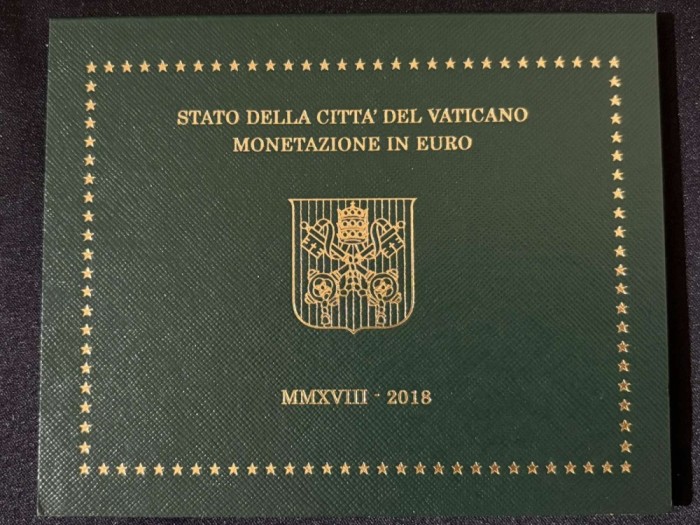 STATO DELLA CITTA' DEL VATICANO
MONETAZIONE IN EURO
MMXVIII - 2018